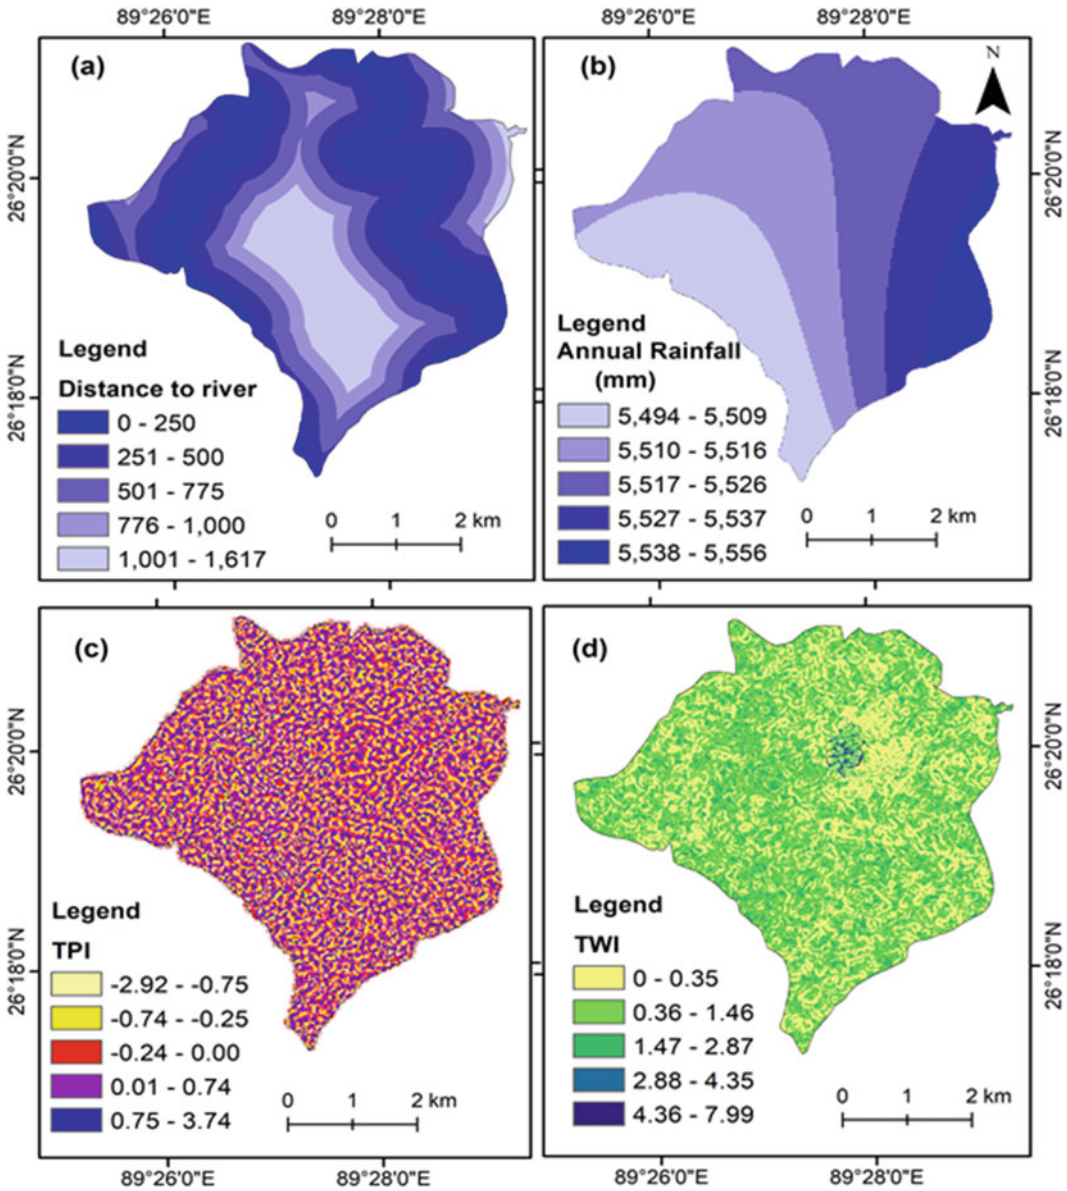 89°26'0"E 89°28'0"E 89°26'0"E 89°28'0"E
(a)
26°20'0"N
26°18'0"N
Legend
Distance to river
0 - 250
251 - 500
501 - 775
776 - 1,000
1,001 - 1,617
0 1 2 km
(b)
N
26°20'0"N
26°18'0"N
Legend
Annual Rainfall
(mm)
5,494 - 5,509
5,510 - 5,516
5,517 - 5,526
5,527 - 5,537
5,538 - 5,556
0 1 2 km
(c)
26°20'0"N
26°18'0"N
Legend
TPI
-2.92 - -0.75
-0.74 - -0.25
-0.24 - 0.00
0.01 - 0.74
0.75 - 3.74
0 1 2 km
(d)
26°20'0"N
26°18'0"N
Legend
TWI
0 - 0.35
0.36 - 1.46
1.47 - 2.87
2.88 - 4.35
4.36 - 7.99
0 1 2 km
89°26'0"E 89°28'0"E 89°26'0"E 89°28'0"E